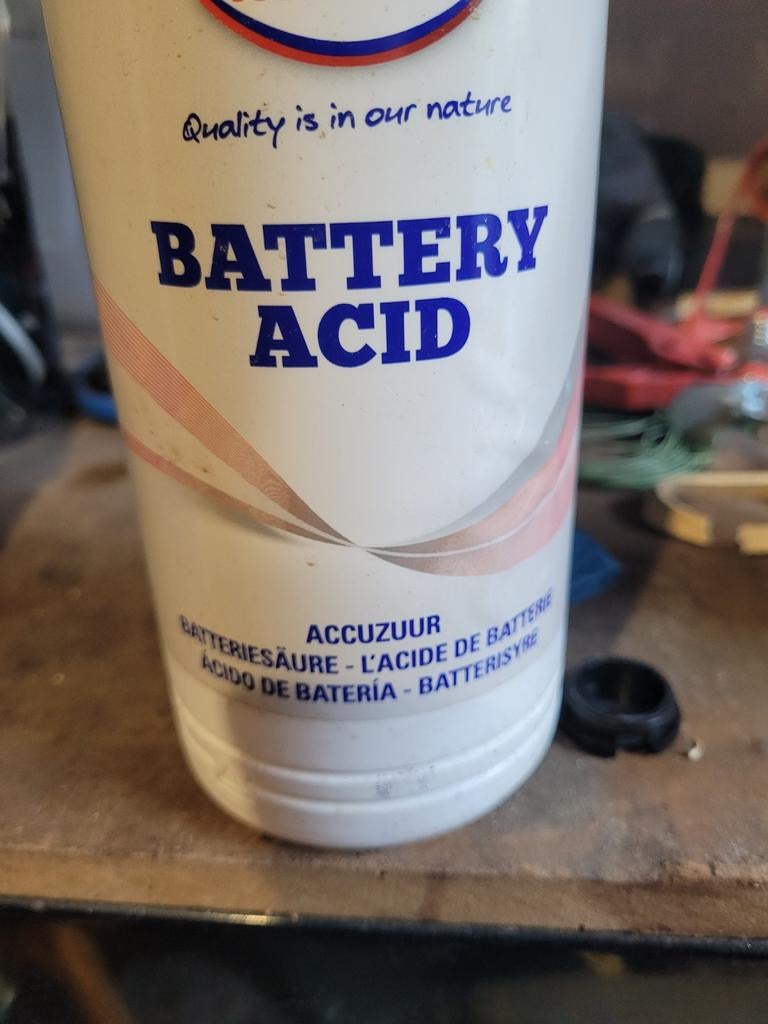 Quality is in our nature
BATTERY
ACID
ACCUZUUR
BATTERIESÄURE - L'ACIDE DE BATTERIE
ÁCIDO DE BATERÍA - BATTERISYRE